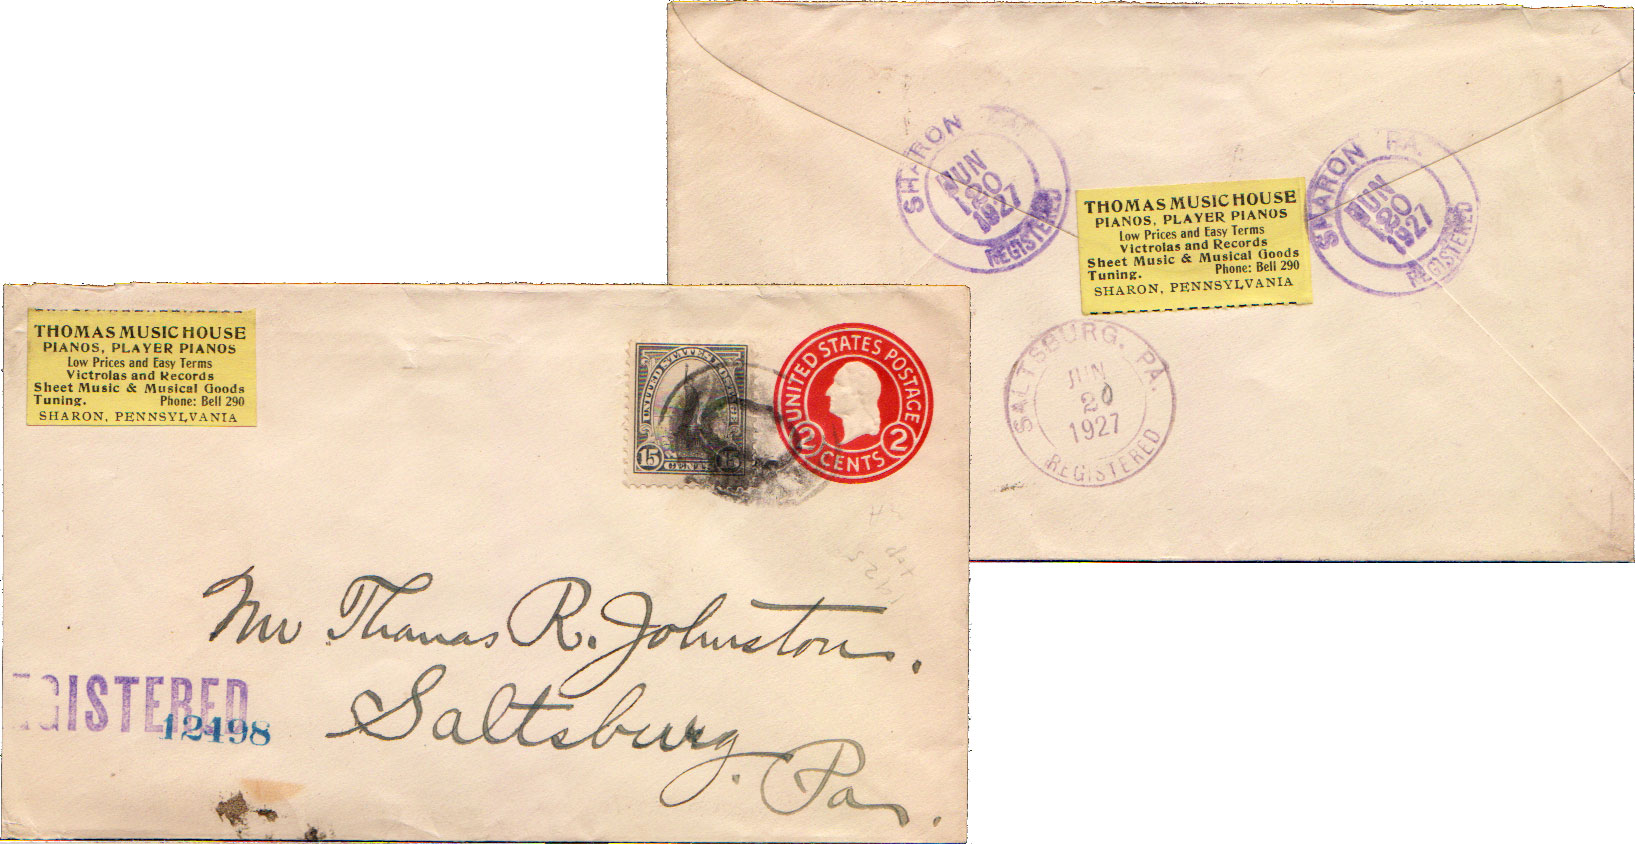 THOMAS MUSIC HOUSE
PIANOS, PLAYER PIANOS
Low Prices and Easy Terms
Victrolas and Records
Sheet Music & Musical Goods
Tuning. Phone: Bell 290
SHARON, PENNSYLVANIA
15 15
UNITED STATES POSTAGE
2 2
CENTS
Mr Thomas R. Johnston.
Saltsburg.
Pa.
EGISTERED
12498
SHARON
JUN
20
1927
REGISTERED
THOMAS MUSIC HOUSE
PIANOS, PLAYER PIANOS
Low Prices and Easy Terms
Victrolas and Records
Sheet Music & Musical Goods
Tuning. Phone: Bell 290
SHARON, PENNSYLVANIA
SHARON PA.
JUN
20
1927
REGISTERED
SALTSBURG, PA.
JUN
20
1927
REGISTERED